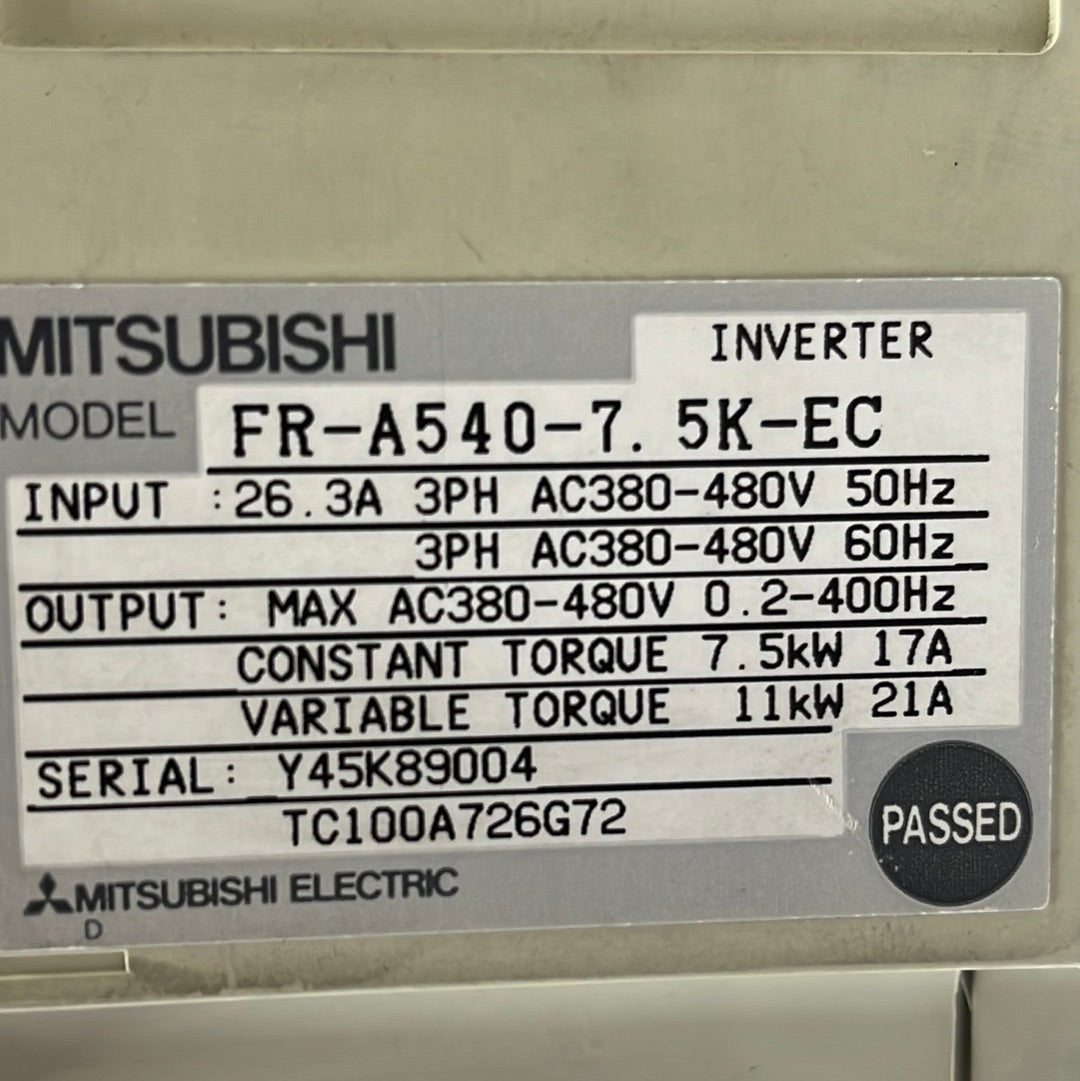 MITSUBISHI
INVERTER
MODEL FR-A540-7.5K-EC
INPUT :26.3A 3PH AC380-480V 50Hz
3PH AC380-480V 60Hz
OUTPUT: MAX AC380-480V 0.2-400Hz
CONSTANT TORQUE 7.5kW 17A
VARIABLE TORQUE 11kW 21A
SERIAL: Y45K89004
TC100A726G72
PASSED
MITSUBISHI ELECTRIC
D